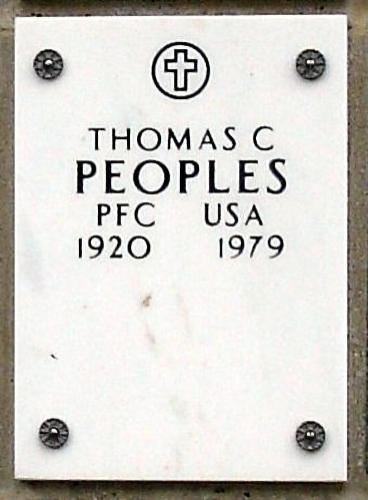 THOMAS C
PEOPLES
PFC USA
1920 1979